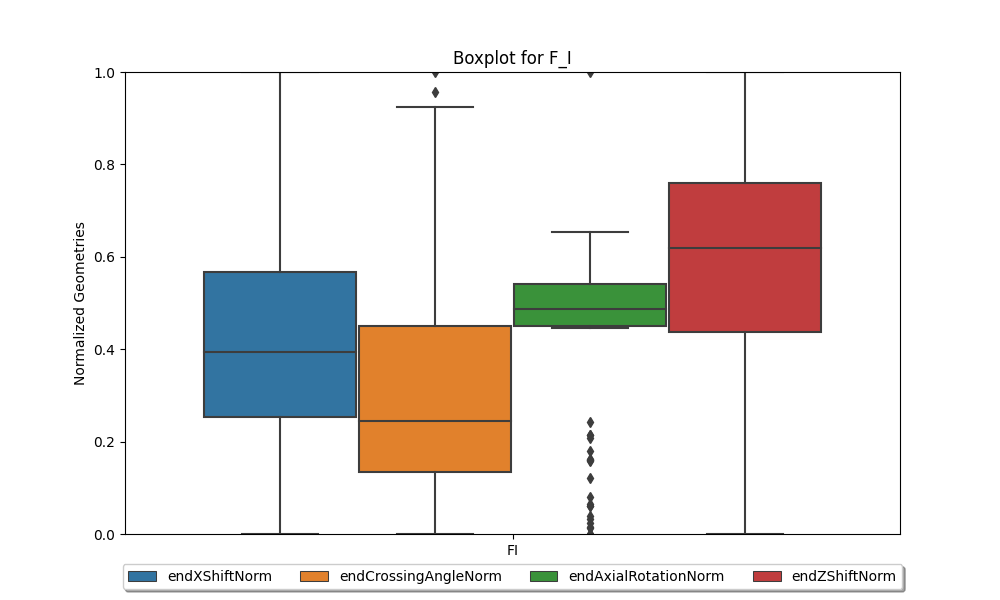 Boxplot for F_I
1.0
0.8
0.6
0.4
0.2
0.0
Normalized Geometries
FI
endXShiftNorm endCrossingAngleNorm endAxialRotationNorm endZShiftNorm